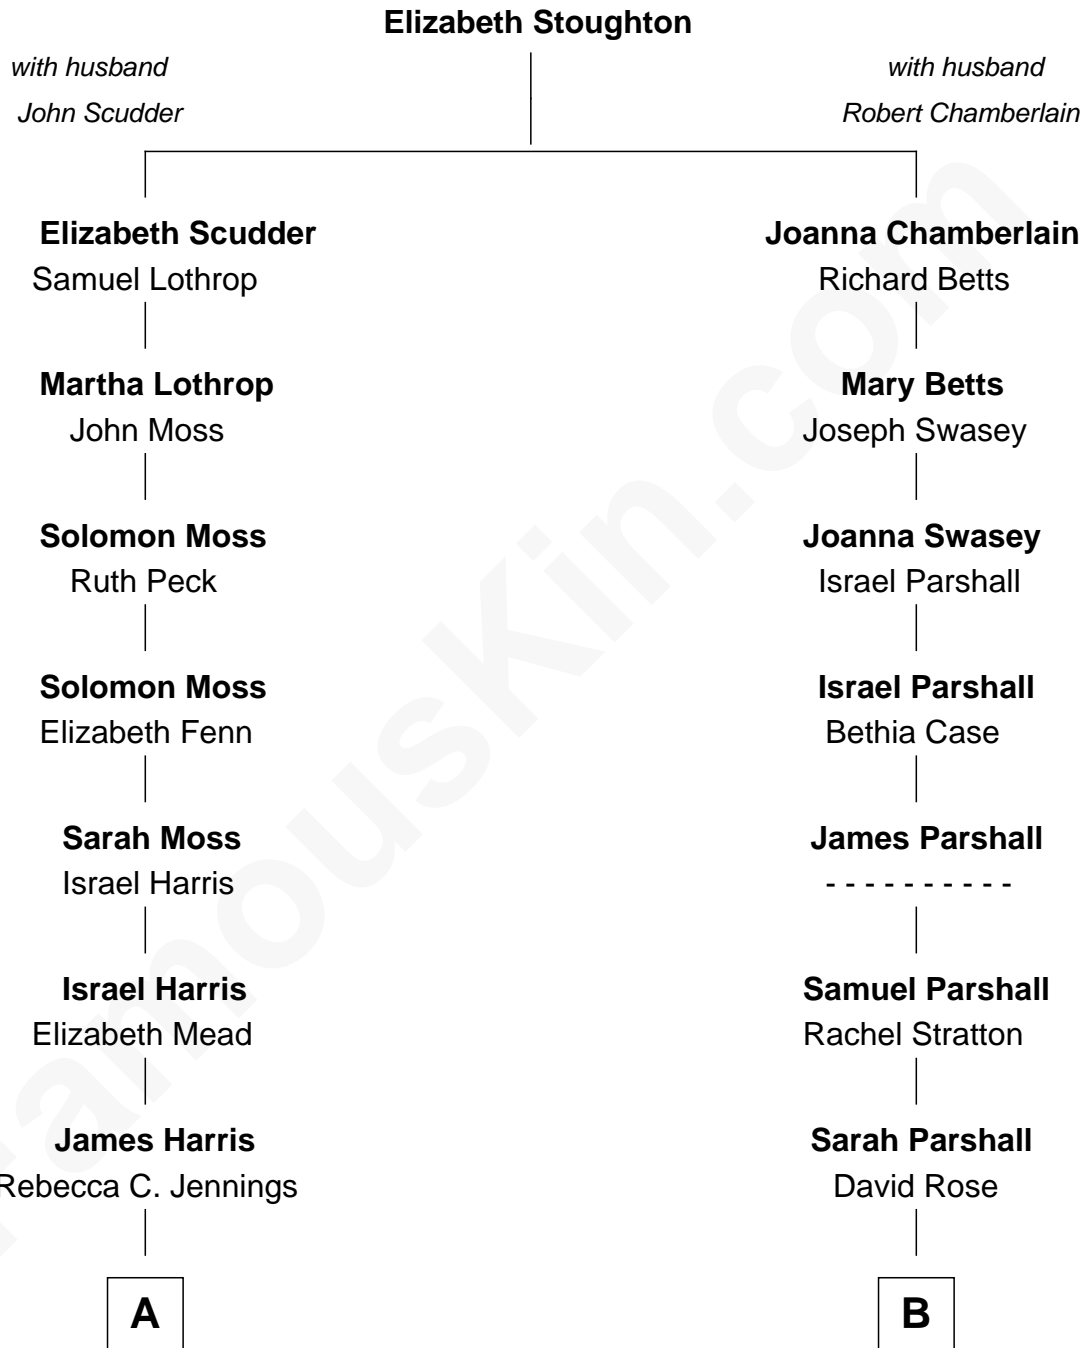 Elizabeth Stoughton
with husband
John Scudder
with husband
Robert Chamberlain
Elizabeth Scudder
Samuel Lothrop
Joanna Chamberlain
Richard Betts
Martha Lothrop
John Moss
Mary Betts
Joseph Swasey
Solomon Moss
Ruth Peck
Joanna Swasey
Israel Parshall
Solomon Moss
Elizabeth Fenn
Israel Parshall
Bethia Case
Sarah Moss
Israel Harris
James Parshall
- - - - - - - - - -
Israel Harris
Elizabeth Mead
Samuel Parshall
Rachel Stratton
James Harris
Rebecca C. Jennings
Sarah Parshall
David Rose
A
B
FamousKin.com